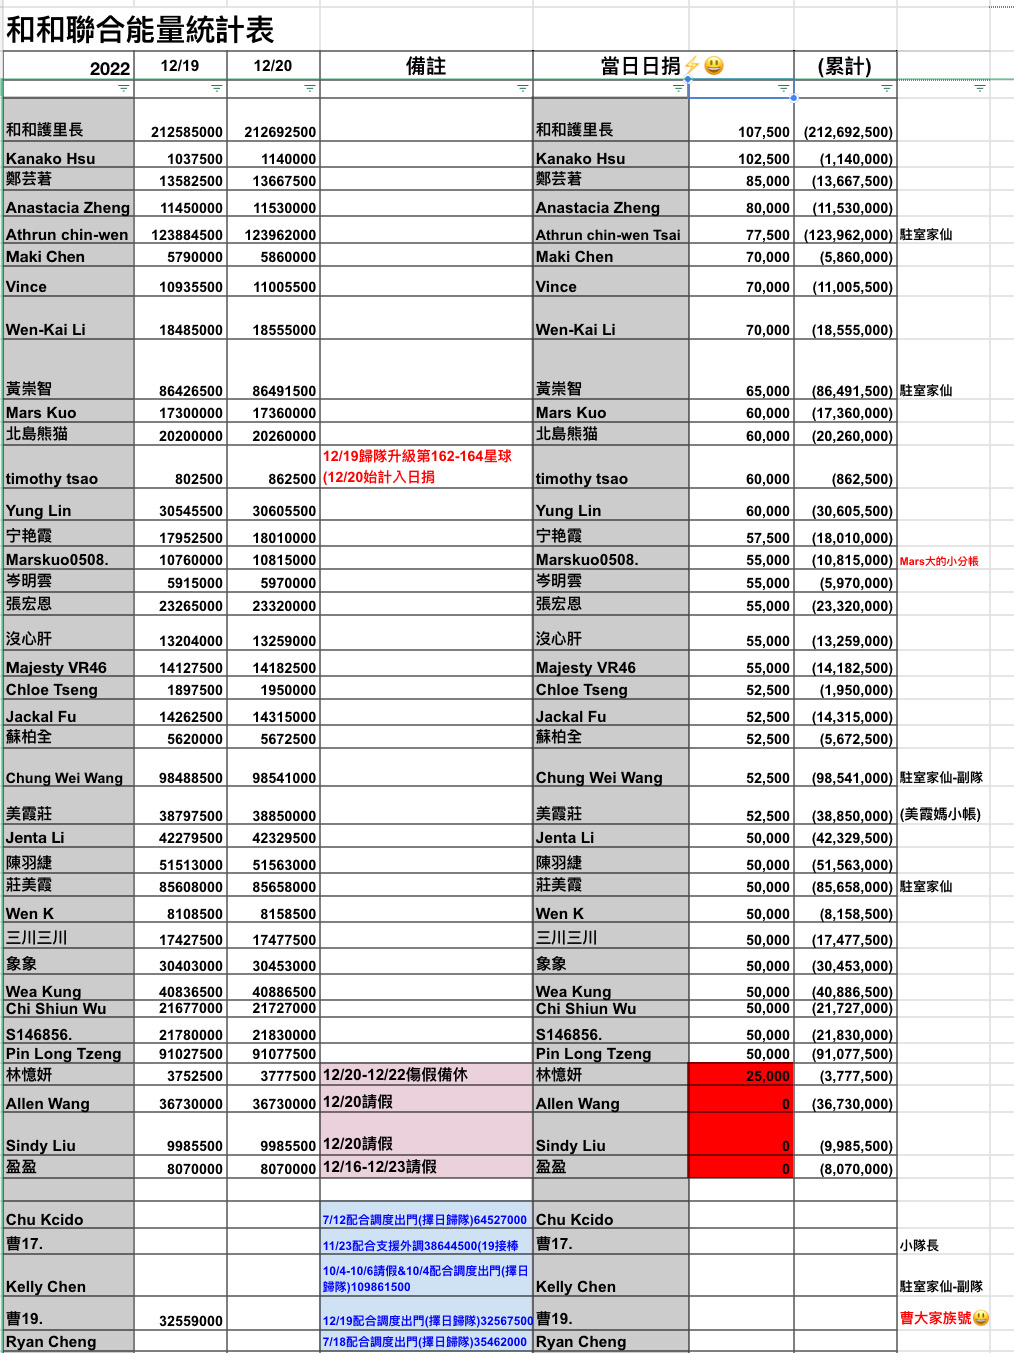 和和聯合能量統計表
2022 12/19 12/20 備註 當日日捐⚡😃 (累計)
和和護里長 212585000 212692500 和和護里長 107,500 (212,692,500)
Kanako Hsu 1037500 1140000 Kanako Hsu 102,500 (1,140,000)
鄭芸著 13582500 13667500 鄭芸著 85,000 (13,667,500)
Anastacia Zheng 11450000 11530000 Anastacia Zheng 80,000 (11,530,000)
Athrun chin-wen 123884500 123962000 Athrun chin-wen Tsai 77,500 (123,962,000) 駐室家仙
Maki Chen 5790000 5860000 Maki Chen 70,000 (5,860,000)
Vince 10935500 11005500 Vince 70,000 (11,005,500)
Wen-Kai Li 18485000 18555000 Wen-Kai Li 70,000 (18,555,000)
黃崇智 86426500 86491500 黃崇智 65,000 (86,491,500) 駐室家仙
Mars Kuo 17300000 17360000 Mars Kuo 60,000 (17,360,000)
北島熊猫 20200000 20260000 北島熊猫 60,000 (20,260,000)
12/19歸隊升級第162-164星球
timothy tsao 802500 862500 (12/20始計入日捐 timothy tsao 60,000 (862,500)
Yung Lin 30545500 30605500 Yung Lin 60,000 (30,605,500)
宁艳霞 17952500 18010000 宁艳霞 57,500 (18,010,000)
Marskuo0508. 10760000 10815000 Marskuo0508. 55,000 (10,815,000) Mars大的小分帳
岑明雲 5915000 5970000 岑明雲 55,000 (5,970,000)
張宏恩 23265000 23320000 張宏恩 55,000 (23,320,000)
沒心肝 13204000 13259000 沒心肝 55,000 (13,259,000)
Majesty VR46 14127500 14182500 Majesty VR46 55,000 (14,182,500)
Chloe Tseng 1897500 1950000 Chloe Tseng 52,500 (1,950,000)
Jackal Fu 14262500 14315000 Jackal Fu 52,500 (14,315,000)
蘇柏全 5620000 5672500 蘇柏全 52,500 (5,672,500)
Chung Wei Wang 98488500 98541000 Chung Wei Wang 52,500 (98,541,000) 駐室家仙-副隊
美霞莊 38797500 38850000 美霞莊 52,500 (38,850,000) (美霞媽小帳)
Jenta Li 42279500 42329500 Jenta Li 50,000 (42,329,500)
陳羽緁 51513000 51563000 陳羽緁 50,000 (51,563,000)
莊美霞 85608000 85658000 莊美霞 50,000 (85,658,000) 駐室家仙
Wen K 8108500 8158500 Wen K 50,000 (8,158,500)
三川三川 17427500 17477500 三川三川 50,000 (17,477,500)
象象 30403000 30453000 象象 50,000 (30,453,000)
Wea Kung 40836500 40886500 Wea Kung 50,000 (40,886,500)
Chi Shiun Wu 21677000 21727000 Chi Shiun Wu 50,000 (21,727,000)
S146856. 21780000 21830000 S146856. 50,000 (21,830,000)
Pin Long Tzeng 91027500 91077500 Pin Long Tzeng 50,000 (91,077,500)
林憶妍 3752500 3777500 12/20-12/22傷假備休 林憶妍 25,000 (3,777,500)
Allen Wang 36730000 36730000 12/20請假 Allen Wang 0 (36,730,000)
Sindy Liu 9985500 9985500 12/20請假 Sindy Liu 0 (9,985,500)
盈盈 8070000 8070000 12/16-12/23請假 盈盈 0 (8,070,000)
Chu Kcido 7/12配合調度出門(擇日歸隊)64527000 Chu Kcido
曹17. 11/23配合支援外調38644500(19接棒 曹17. 小隊長
10/4-10/6請假&10/4配合調度出門(擇日
Kelly Chen 歸隊)109861500 Kelly Chen 駐室家仙-副隊
曹19. 32559000 12/19配合調度出門(擇日歸隊)32567500 曹19. 曹大家族號😃
Ryan Cheng 7/18配合調度出門(擇日歸隊)35462000 Ryan Cheng